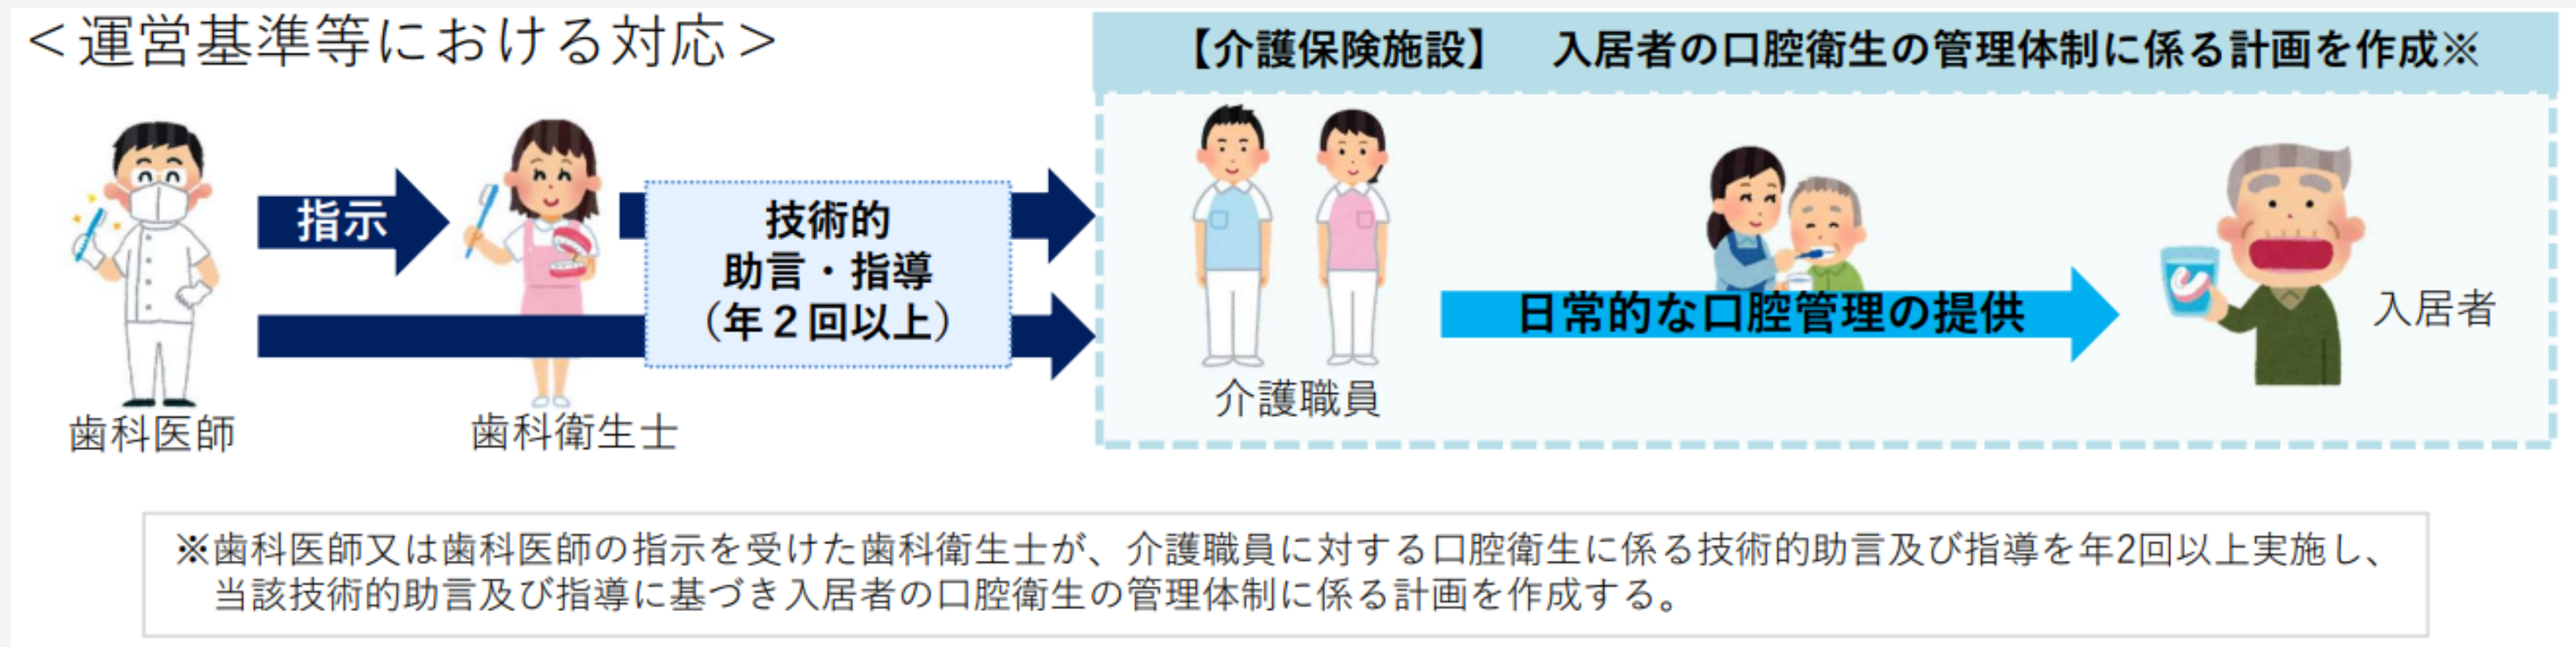 ＜運営基準等における対応＞
【介護保険施設】　入居者の口腔衛生の管理体制に係る計画を作成※
指示
技術的
助言・指導
（年２回以上）
日常的な口腔管理の提供
入居者
介護職員
歯科医師
歯科衛生士
※歯科医師又は歯科医師の指示を受けた歯科衛生士が、介護職員に対する口腔衛生に係る技術的助言及び指導を年2回以上実施し、
当該技術的助言及び指導に基づき入居者の口腔衛生の管理体制に係る計画を作成する。